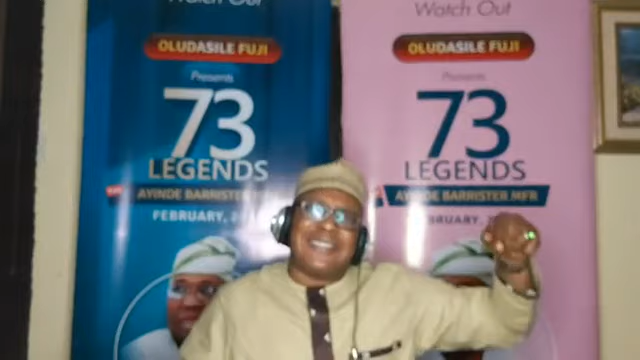 Watch Out
OLUDASILE FUJI
Presents
73
LEGENDS
AYINDE BARRISTER
FEBRUARY,
Watch Out
OLUDASILE FUJI
Presents
73
LEGENDS
AYINDE BARRISTER MFR